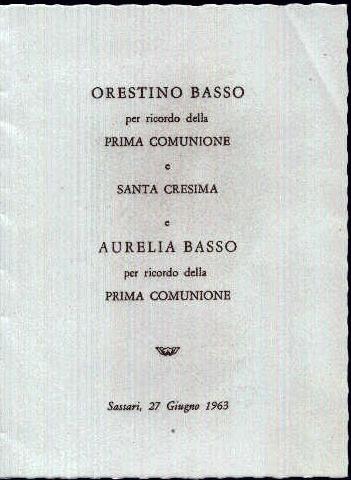 ORESTINO BASSO
per ricordo della
PRIMA COMUNIONE
e
SANTA CRESIMA
e
AURELIA BASSO
per ricordo della
PRIMA COMUNIONE
Sassari, 27 Giugno 1963